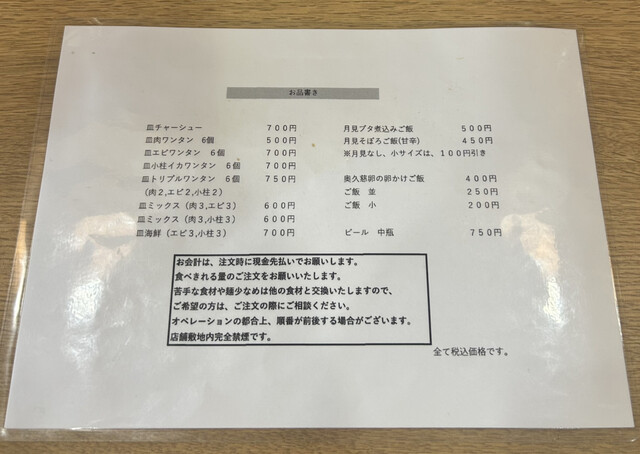 お品書き
皿チャーシュー 700円
皿肉ワンタン 6個 500円
皿エビワンタン 6個 700円
皿小柱イカワンタン 6個 700円
皿トリプルワンタン 6個 750円
(肉2,エビ2,小柱2)
皿ミックス(肉3,エビ3) 600円
皿ミックス(肉3,小柱3) 600円
皿海鮮(エビ3,小柱3) 700円
月見ブタ煮込みご飯 500円
月見そぼろご飯(甘辛) 450円
※月見なし、小サイズは、100円引き
奥久慈卵の卵かけご飯 400円
ご飯 並 250円
ご飯 小 200円
ビール 中瓶 750円
お会計は、注文時に現金先払いでお願いします。
食べきれる量のご注文をお願いいたします。
苦手な食材や麺少なめは他の食材と交換いたしますので、
ご希望の方は、ご注文の際にご相談ください。
オペレーションの都合上、順番が前後する場合がございます。
店舗敷地内完全禁煙です。
全て税込価格です。